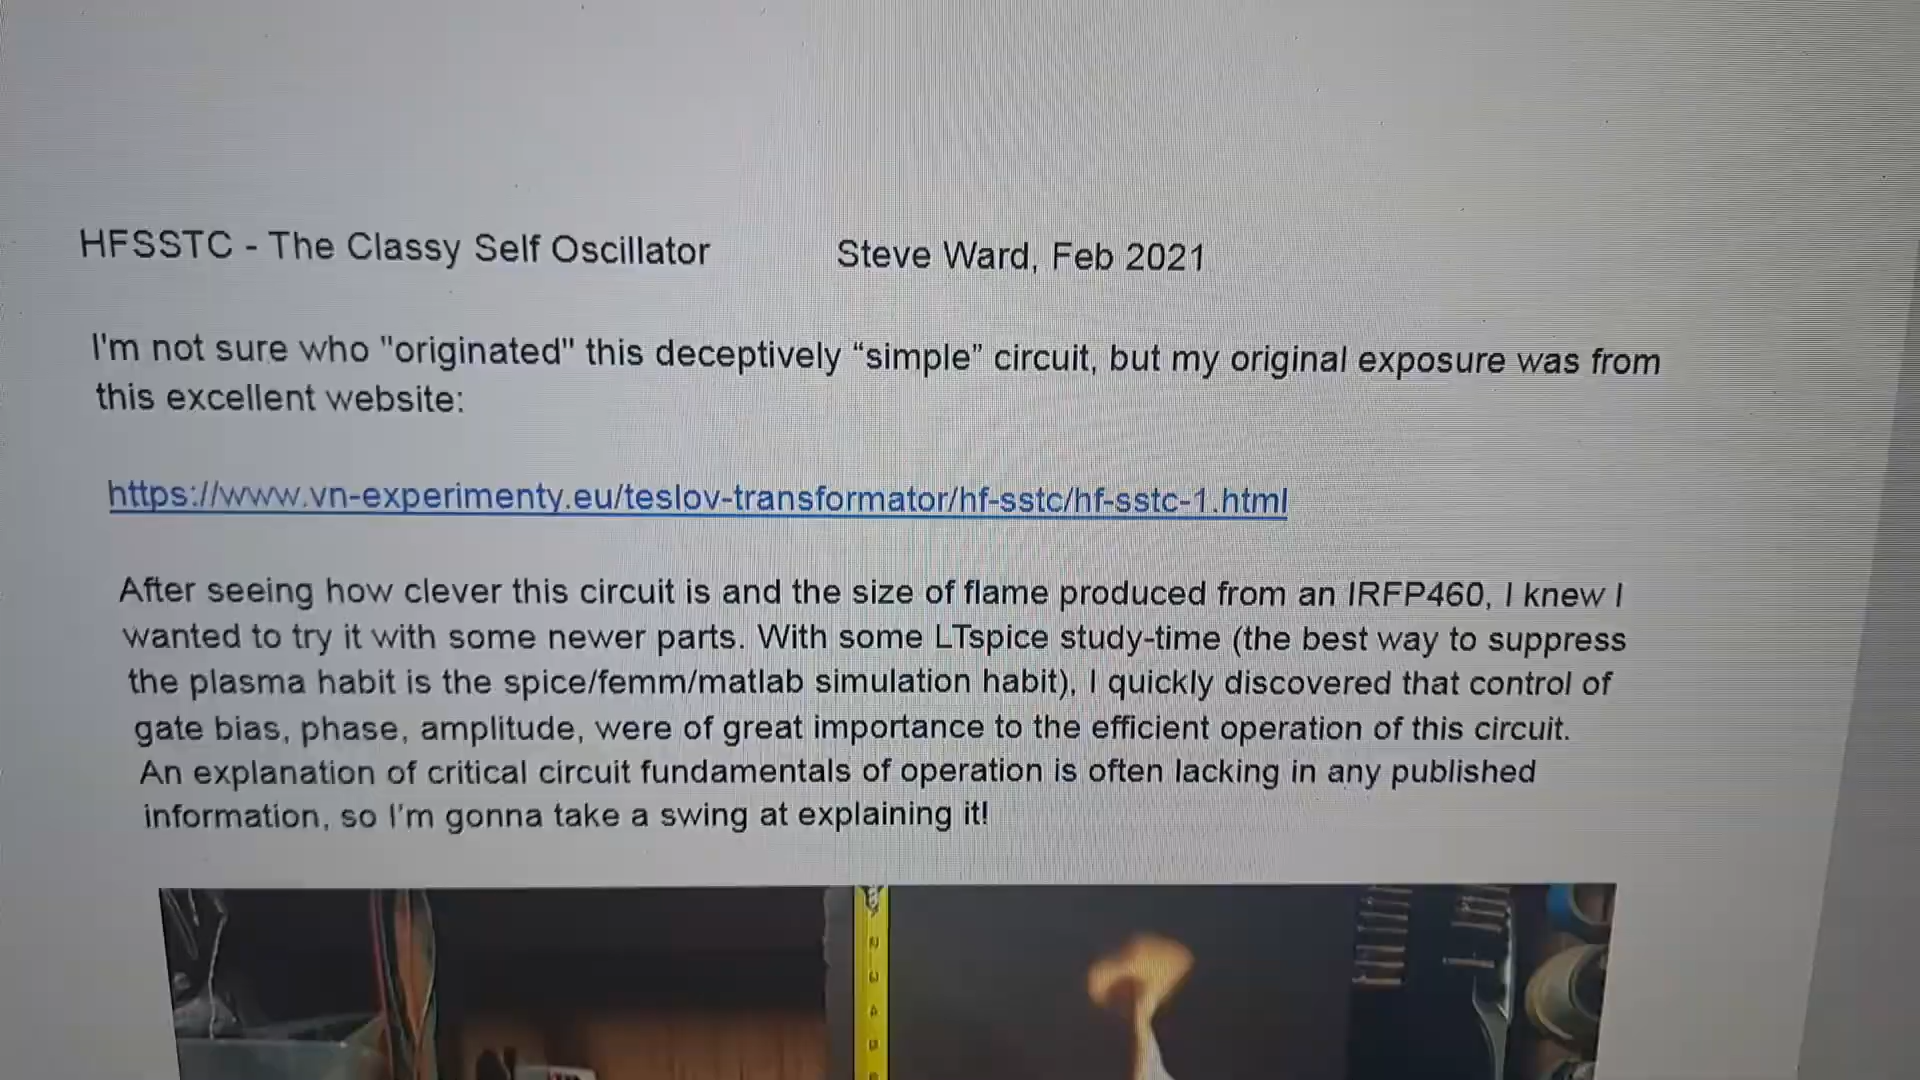 HFSSTC - The Classy Self Oscillator Steve Ward, Feb 2021
I'm not sure who "originated" this deceptively “simple” circuit, but my original exposure was from
this excellent website:
https://www.vn-experimenty.eu/teslov-transformator/hf-sstc/hf-sstc-1.html
After seeing how clever this circuit is and the size of flame produced from an IRFP460, I knew I
wanted to try it with some newer parts. With some LTspice study-time (the best way to suppress
the plasma habit is the spice/femm/matlab simulation habit), I quickly discovered that control of
gate bias, phase, amplitude, were of great importance to the efficient operation of this circuit.
An explanation of critical circuit fundamentals of operation is often lacking in any published
information, so I'm gonna take a swing at explaining it!
2
3
4